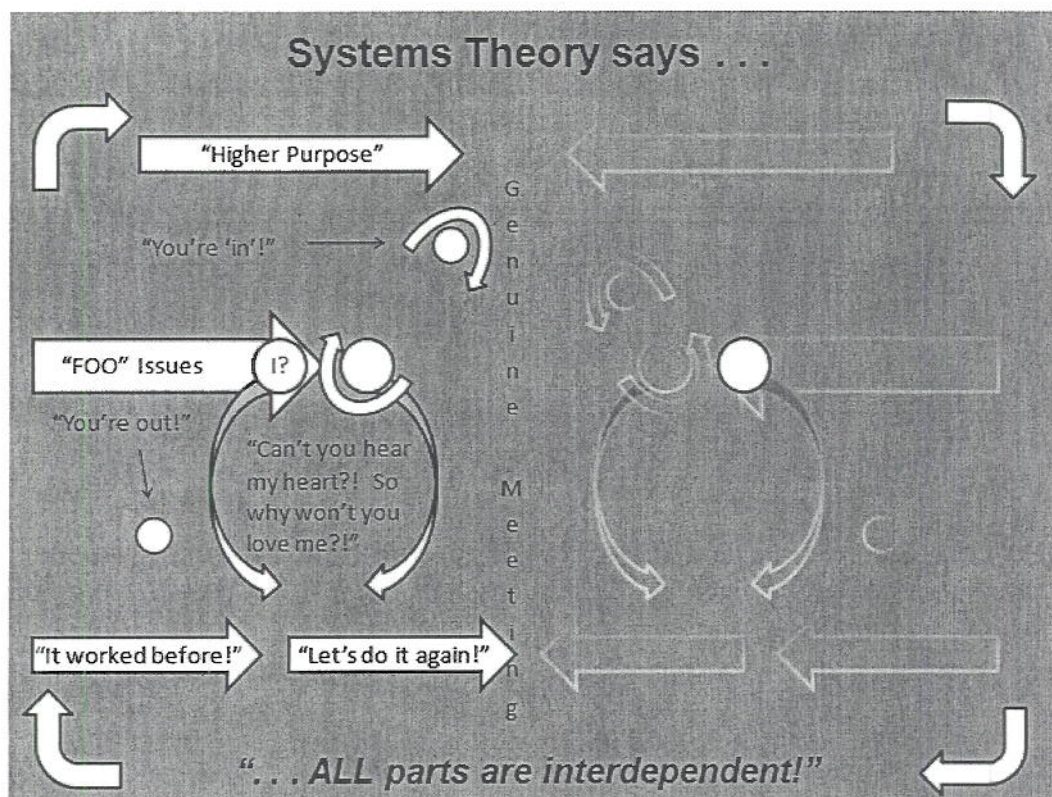 Systems Theory says . . .
“Higher Purpose”
“You’re ‘in’!”
“FOO” Issues
I?
“You’re out!”
“Can’t you hear
my heart?! So
why won’t you
love me?!”
Genuine Meeting
“It worked before!”
“Let’s do it again!”
“. . . ALL parts are interdependent!”